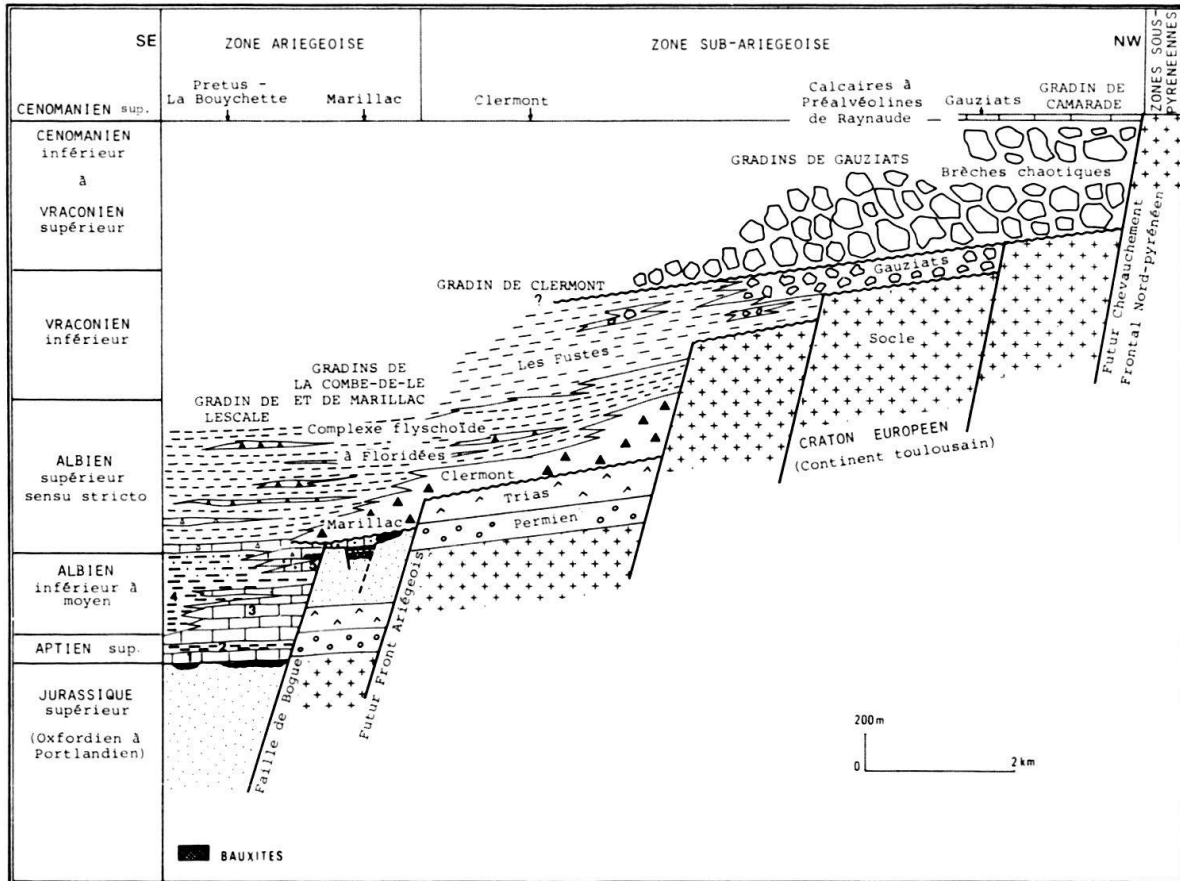 SE
ZONE ARIEGEOISE
ZONE SUB-ARIEGEOISE
NW
ZONES SOUS-
PYRENEENNES
Pretus -
La Bouychette
Marillac
Clermont
Calcaires à
Préalvéolines
de Raynaude
Gauziats
GRADIN DE
CAMARADE
CENOMANIEN sup.
CENOMANIEN
inférieur
à
VRACONIEN
supérieur
GRADINS DE GAUZIATS
Brèches chaotiques
Gauziats
GRADIN DE CLERMONT
?
VRACONIEN
inférieur
Les Fustes
Socle
Futur Chevauchement
Frontal Nord-pyrénéen
GRADINS DE
LA COMBE-DE-LE
ET DE MARILLAC
GRADIN DE
LESCALE
Complexe flyschoïde
à Floridées
CRATON EUROPEEN
(Continent toulousain)
ALBIEN
supérieur
sensu stricto
Clermont
Trias
Permien
Marillac
ALBIEN
inférieur à
moyen
5
4
3
APTIEN sup.
2
1
JURASSIQUE
supérieur
(Oxfordien à
Portlandien)
Faille de Bogue
Futur Front Ariégeois
200 m
0
2 km
BAUXITES